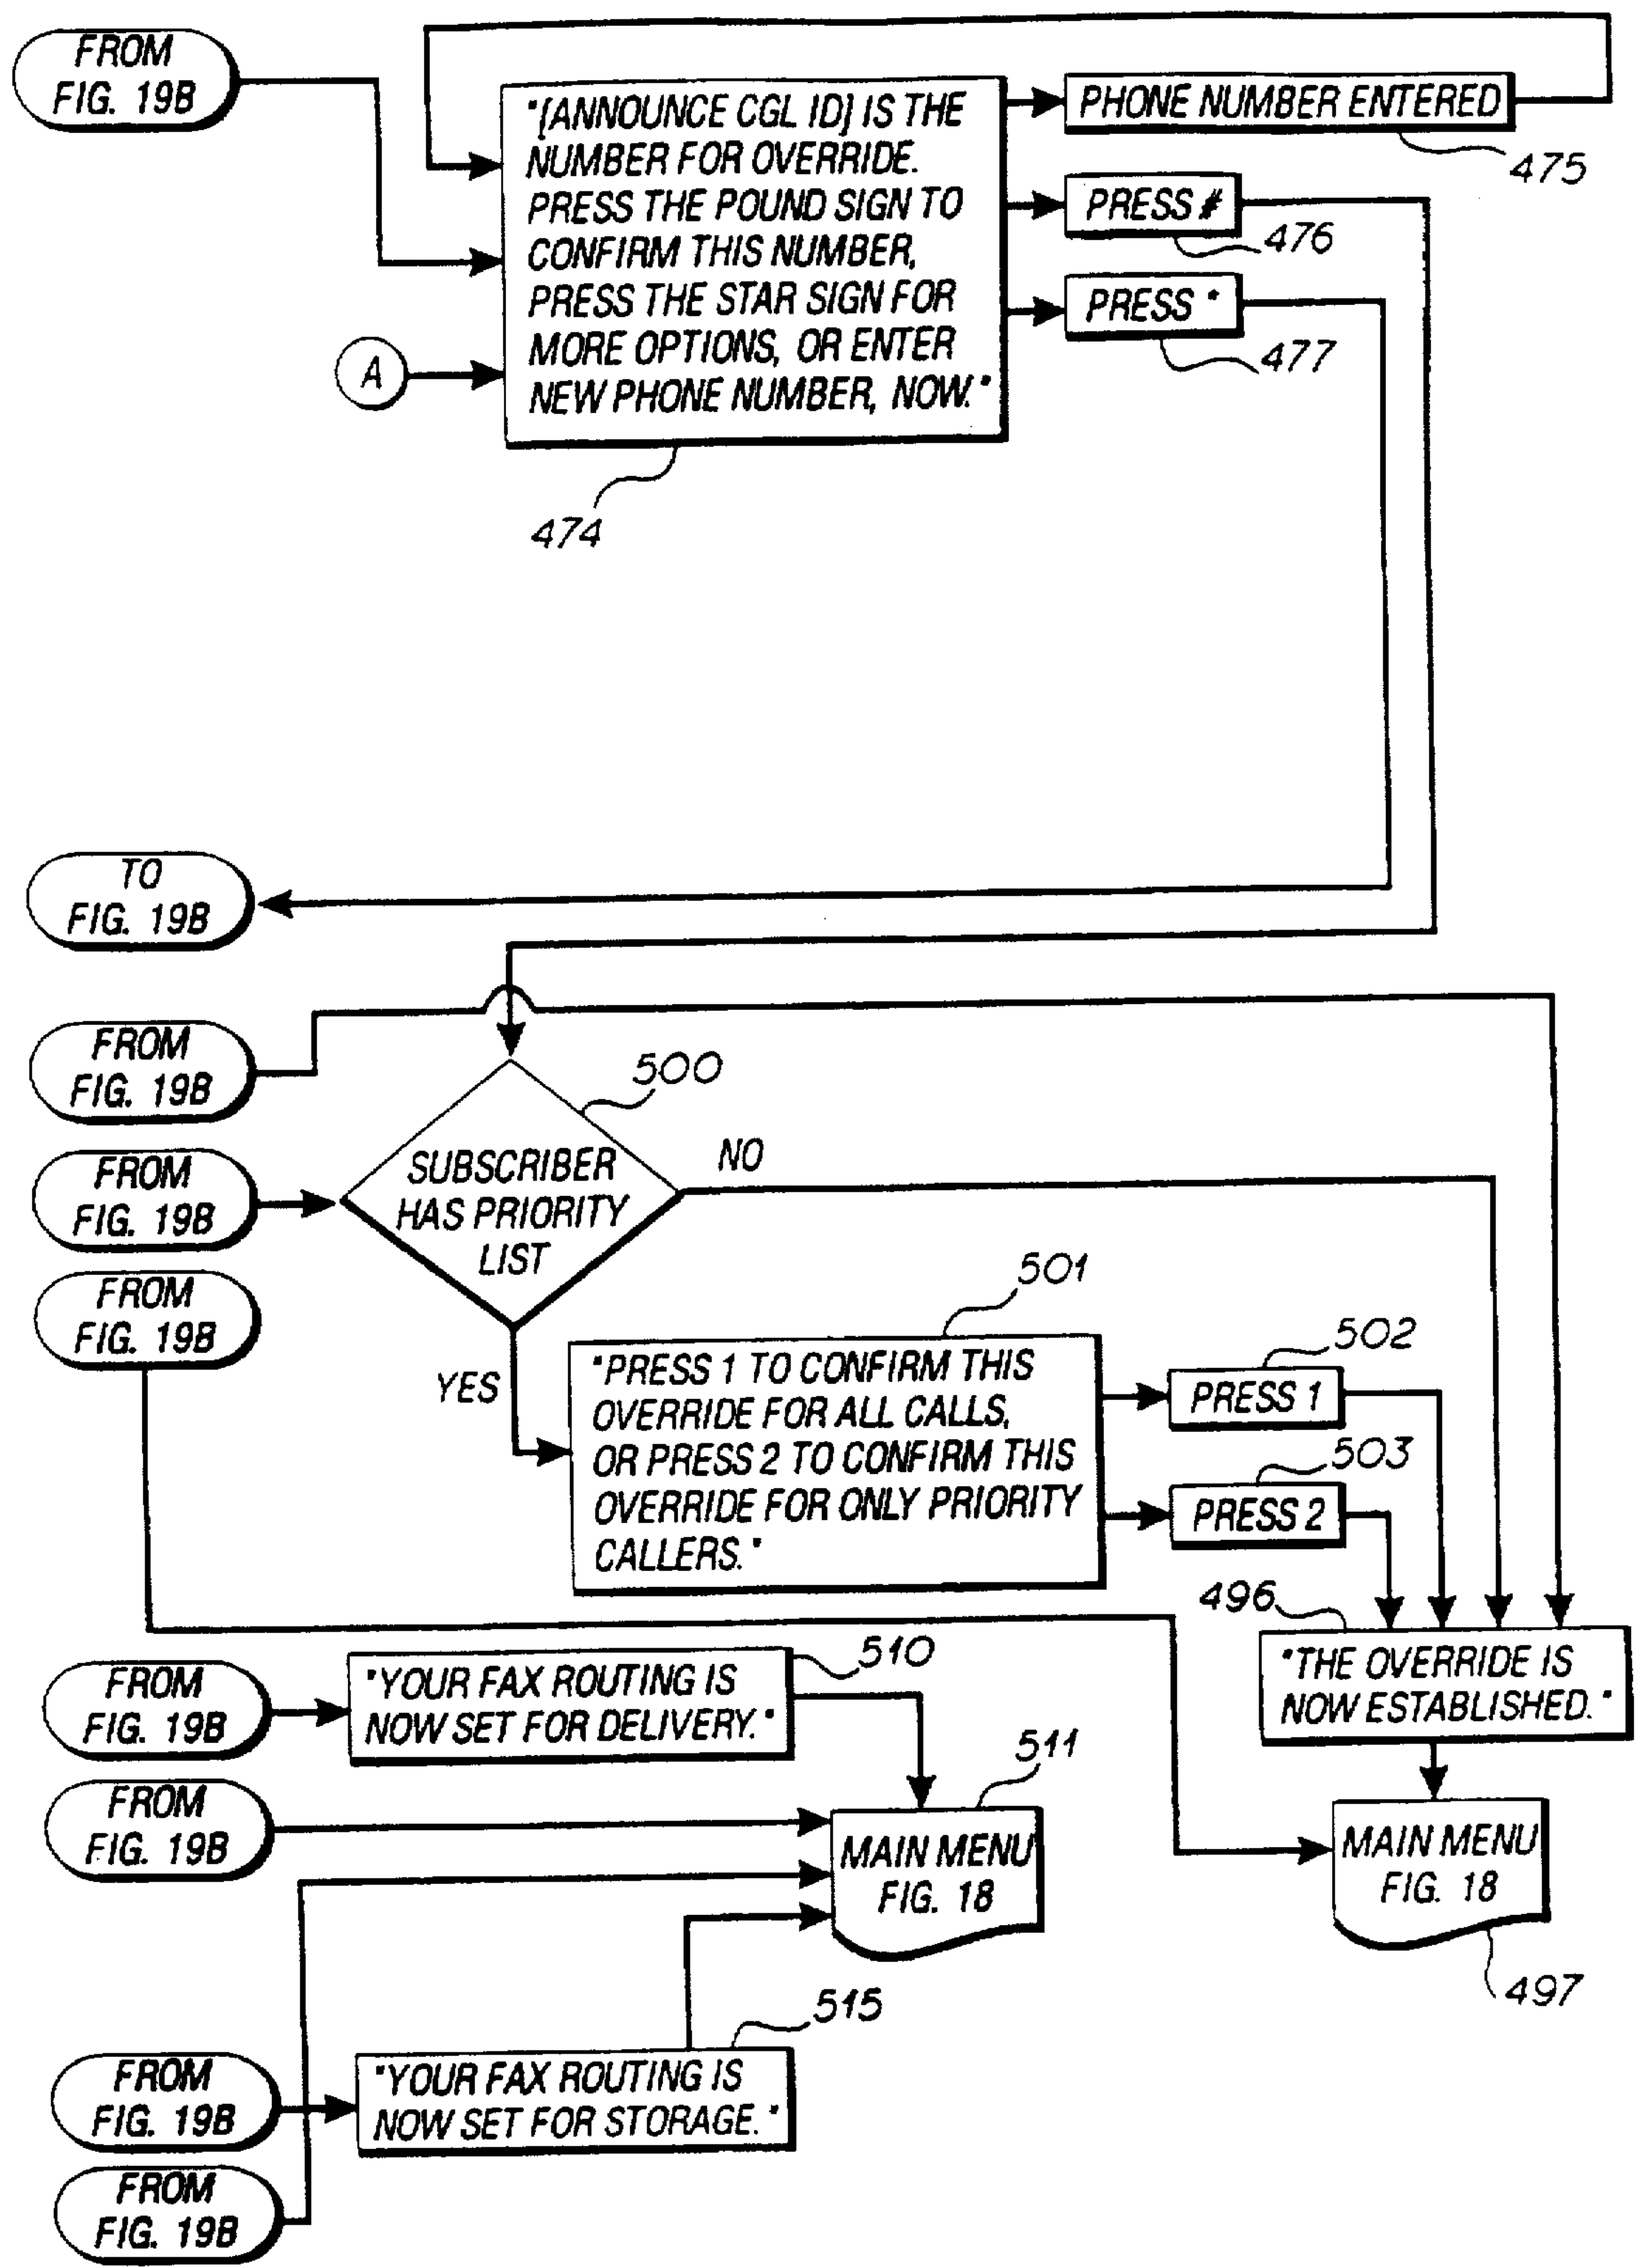 FROM
FIG. 19B
"[ANNOUNCE CGL ID] IS THE
NUMBER FOR OVERRIDE.
PRESS THE POUND SIGN TO
CONFIRM THIS NUMBER,
PRESS THE STAR SIGN FOR
MORE OPTIONS, OR ENTER
NEW PHONE NUMBER, NOW."
474
A
PHONE NUMBER ENTERED
475
PRESS #
476
PRESS *
477
TO
FIG. 19B
FROM
FIG. 19B
FROM
FIG. 19B
SUBSCRIBER
HAS PRIORITY
LIST
500
NO
YES
FROM
FIG. 19B
501
"PRESS 1 TO CONFIRM THIS
OVERRIDE FOR ALL CALLS,
OR PRESS 2 TO CONFIRM THIS
OVERRIDE FOR ONLY PRIORITY
CALLERS."
502
PRESS 1
503
PRESS 2
496
"THE OVERRIDE IS
NOW ESTABLISHED."
FROM
FIG. 19B
"YOUR FAX ROUTING IS
NOW SET FOR DELIVERY."
510
FROM
FIG. 19B
511
MAIN MENU
FIG. 18
MAIN MENU
FIG. 18
497
515
FROM
FIG. 19B
"YOUR FAX ROUTING IS
NOW SET FOR STORAGE."
FROM
FIG. 19B